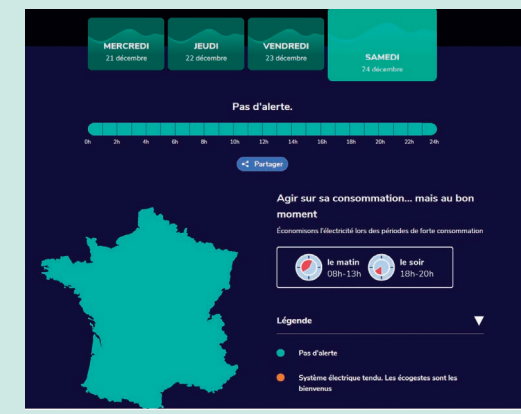 MERCREDI
21 décembre
JEUDI
22 décembre
VENDREDI
23 décembre
SAMEDI
24 décembre
Pas d'alerte.
0h 2h 4h 6h 8h 10h 12h 14h 16h 18h 20h 22h 24h
Partager
Agir sur sa consommation... mais au bon
moment
Économisons l'électricité lors des périodes de forte consommation
le matin
08h-13h
le soir
18h-20h
Légende
Pas d'alerte
Système électrique tendu. Les écogestes sont les
bienvenus